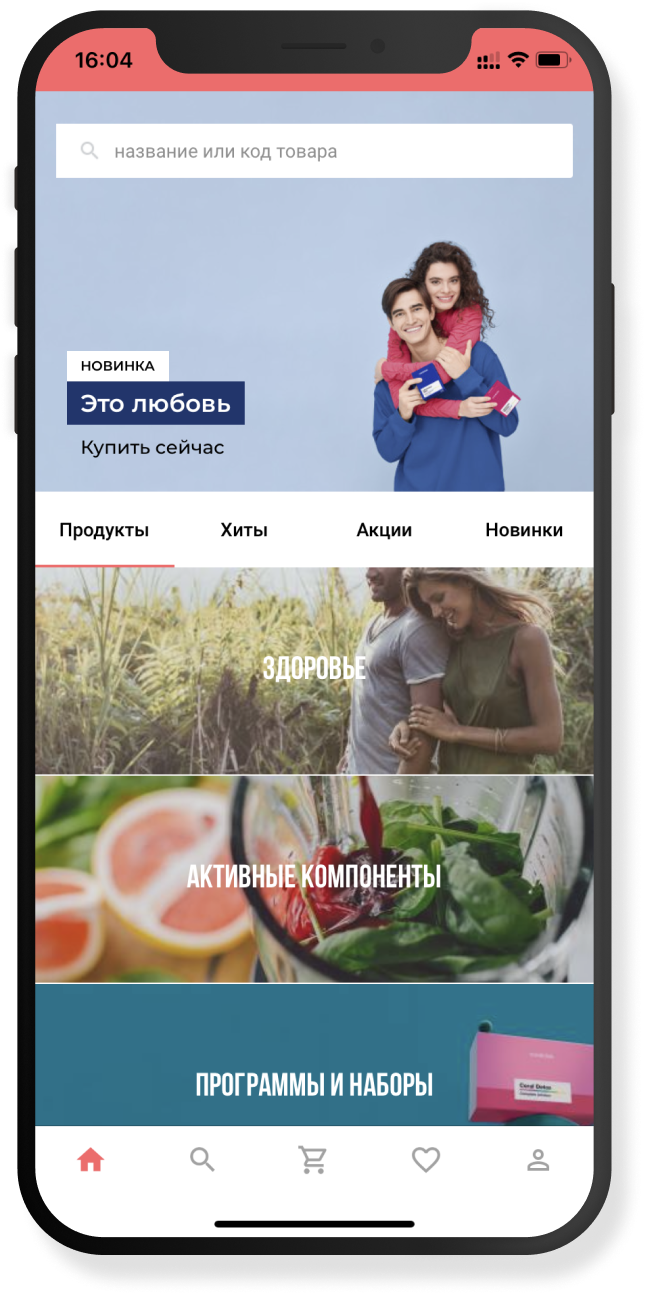 16:04
название или код товара
НОВИНКА
Это любовь
Купить сейчас
Продукты
Хиты
Акции
Новинки
ЗДОРОВЬЕ
АКТИВНЫЕ КОМПОНЕНТЫ
ПРОГРАММЫ И НАБОРЫ
Coral Detox